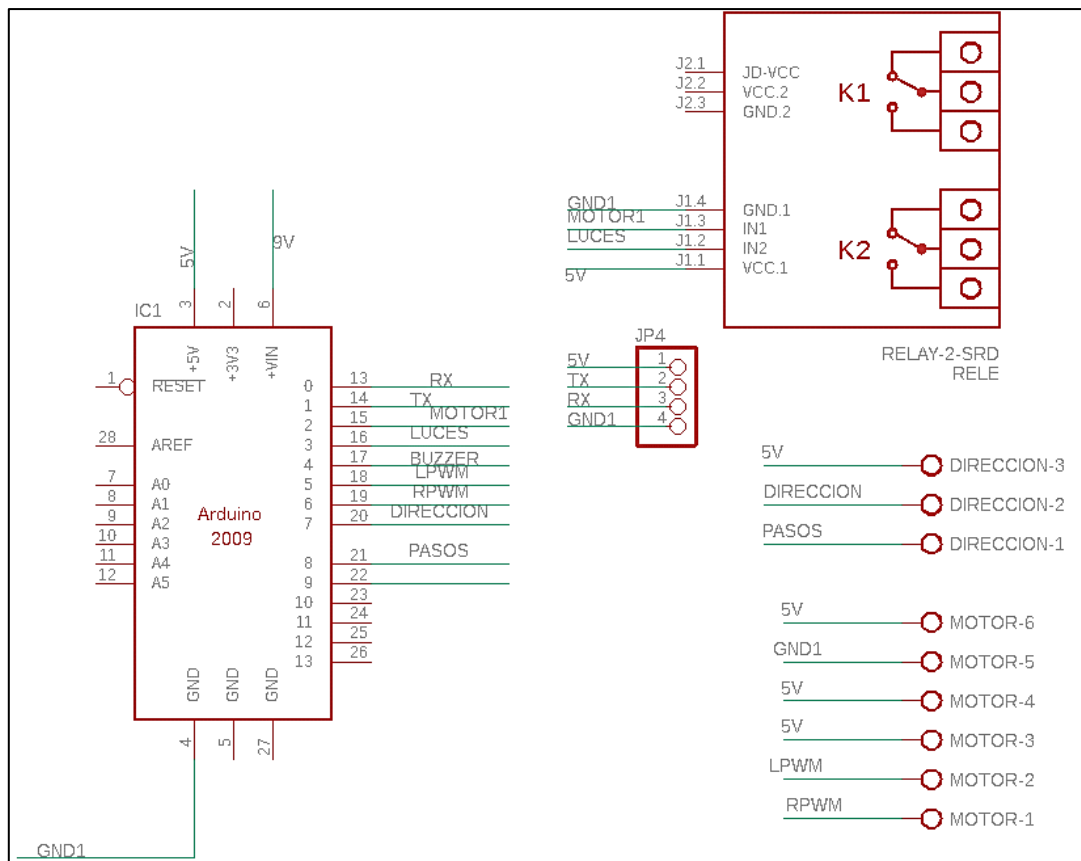 J2.1 JD-VCC
J2.2 VCC.2
J2.3 GND.2
K1
GND1 J1.4 GND.1
MOTOR1 J1.3 IN1
LUCES J1.2 IN2
5V J1.1 VCC.1
K2
RELAY-2-SRD
RELE
5V
9V
3 2 6
IC1
+5V +3V3 +VIN
1 RESET
28 AREF
7 A0
8 A1
9 A2
10 A3
11 A4
12 A5
Arduino
2009
0 13 RX
1 14 TX
2 15 MOTOR1
3 16 LUCES
4 17 BUZZER
5 18 LPWM
6 19 RPWM
7 20 DIRECCION
8 21 PASOS
9 22
10 23
11 24
12 25
13 26
GND GND GND
4 5 27
GND1
JP4
5V 1
TX 2
RX 3
GND1 4
5V DIRECCION-3
DIRECCION DIRECCION-2
PASOS DIRECCION-1
5V MOTOR-6
GND1 MOTOR-5
5V MOTOR-4
5V MOTOR-3
LPWM MOTOR-2
RPWM MOTOR-1